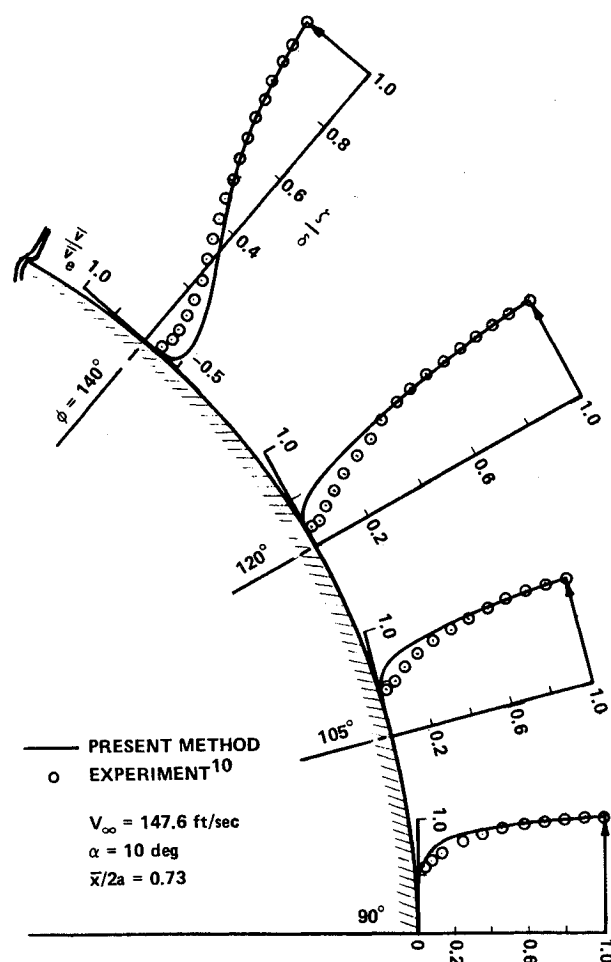 1.0
0.8
0.6
0.4
ζ/δ
v̄/v̄e
1.0
-0.5
φ = 140°
1.0
1.0
0.6
0.2
120°
1.0
1.0
0.6
0.2
105°
PRESENT METHOD
EXPERIMENT10
V∞ = 147.6 ft/sec
α = 10 deg
x̄/2a = 0.73
1.0
90°
0
0.2
0.6
1.0